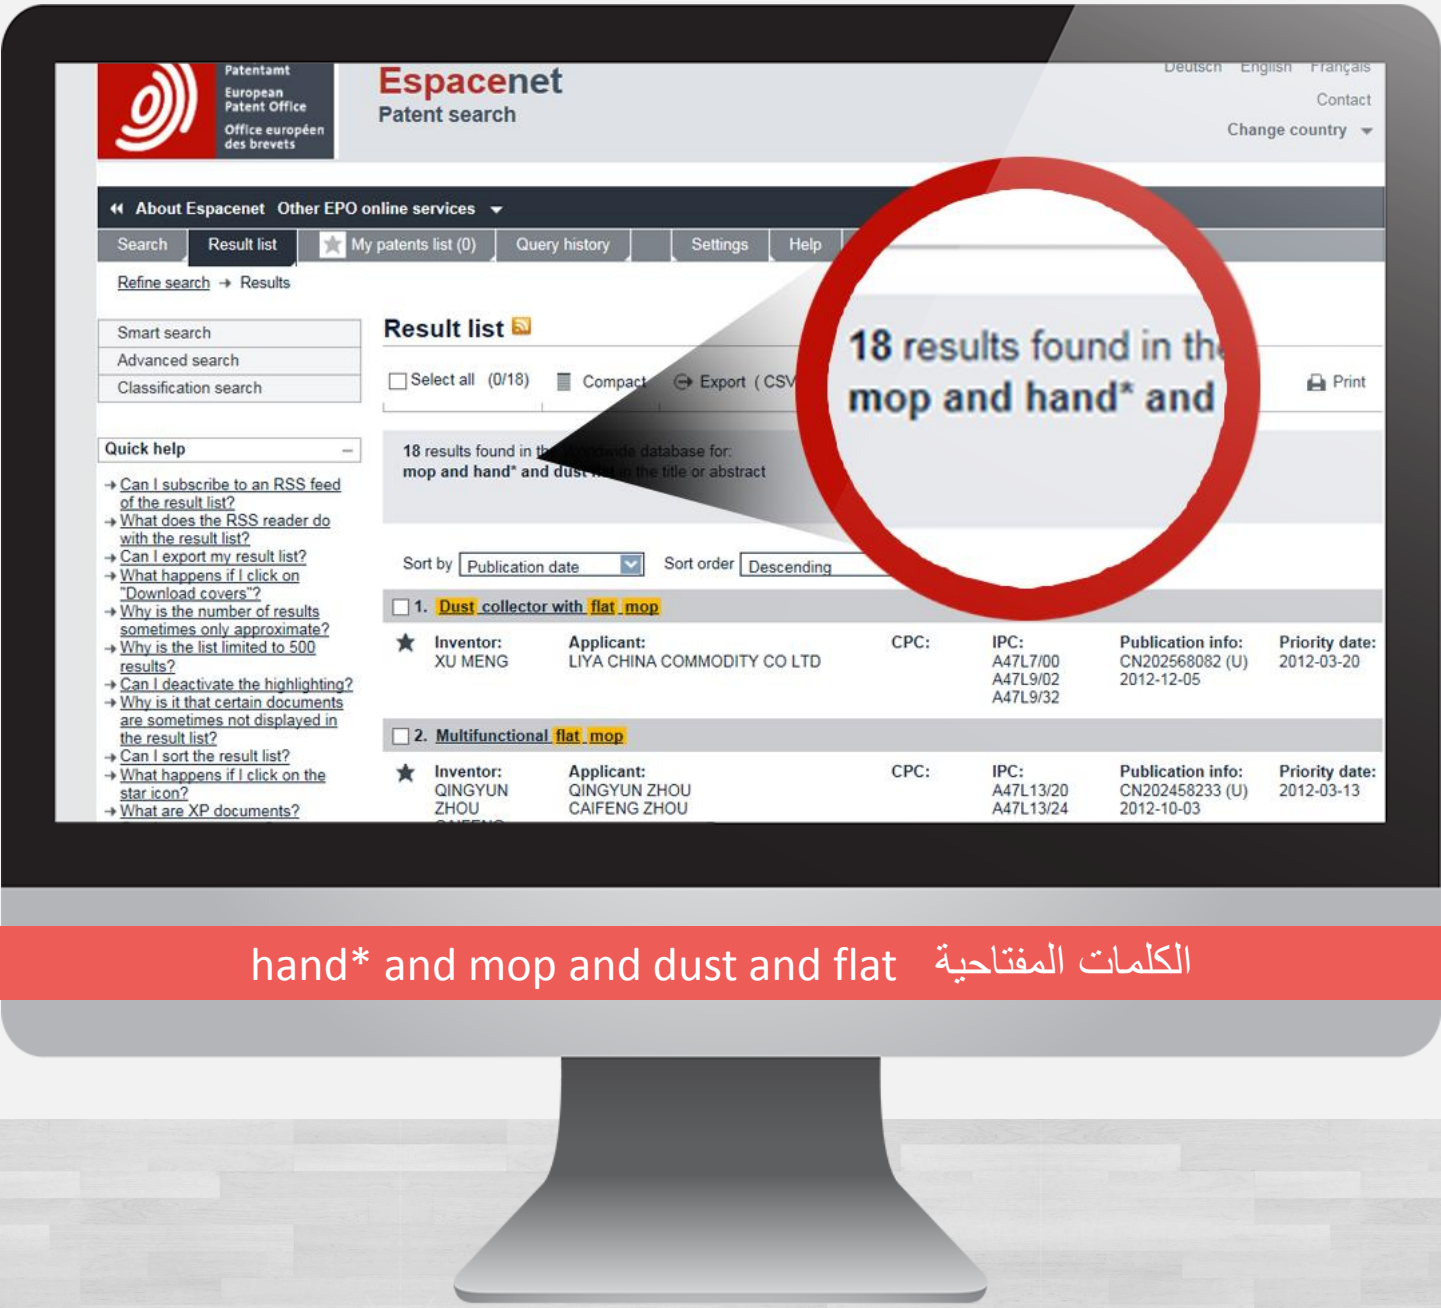 Patentamt
European
Patent Office
Office européen
des brevets
Espacenet
Patent search
Deutsch English Français
Contact
Change country
About Espacenet Other EPO online services
Search Result list My patents list (0) Query history Settings Help
Refine search → Results
Smart search
Advanced search
Classification search
Quick help
→ Can I subscribe to an RSS feed
of the result list?
→ What does the RSS reader do
with the result list?
→ Can I export my result list?
→ What happens if I click on
"Download covers"?
→ Why is the number of results
sometimes only approximate?
→ Why is the list limited to 500
results?
→ Can I deactivate the highlighting?
→ Why is it that certain documents
are sometimes not displayed in
the result list?
→ Can I sort the result list?
→ What happens if I click on the
star icon?
→ What are XP documents?
Result list
Select all (0/18) Compact Export ( CSV Print
18 results found in the Worldwide database for:
mop and hand* and dust flat in the title or abstract
18 results found in the
mop and hand* and
Sort by Publication date Sort order Descending
1. Dust collector with flat mop
Inventor: Applicant: CPC: IPC: Publication info: Priority date:
XU MENG LIYA CHINA COMMODITY CO LTD A47L7/00 CN202568082 (U) 2012-03-20
A47L9/02 2012-12-05
A47L9/32
2. Multifunctional flat mop
Inventor: Applicant: CPC: IPC: Publication info: Priority date:
QINGYUN QINGYUN ZHOU A47L13/20 CN202458233 (U) 2012-03-13
ZHOU CAIFENG ZHOU A47L13/24 2012-10-03
الكلمات المفتاحية hand* and mop and dust and flat